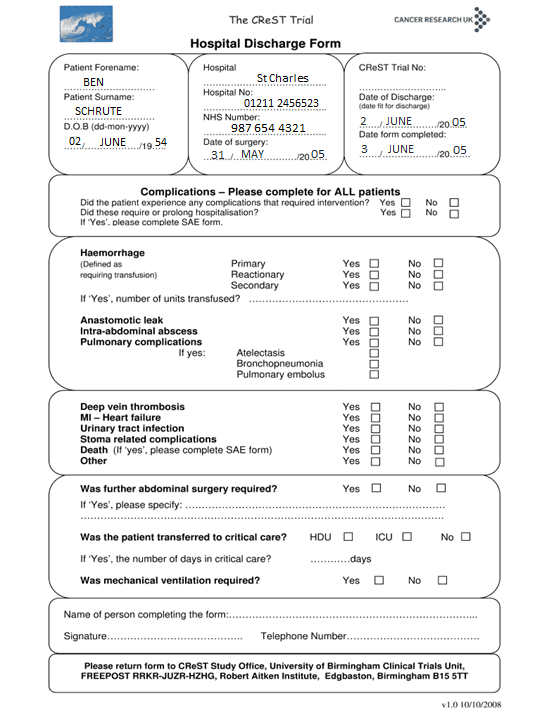 The CReST Trial
CANCER RESEARCH UK
Hospital Discharge Form
Patient Forename:
BEN
Patient Surname:
SCHRUTE
D.O.B (dd-mon-yyyy)
02/ JUNE /19 54
Hospital
St Charles
Hospital No:
01211 2456523
NHS Number:
987 654 4321
Date of surgery:
31 / MAY /20 05
CReST Trial No:
Date of Discharge:
(date fit for discharge)
2 / JUNE /20 05
Date form completed:
3 / JUNE /20 05
Complications – Please complete for ALL patients
Did the patient experience any complications that required intervention? Yes No
Did these require or prolong hospitalisation? Yes No
If ‘Yes’, please complete SAE form.
Haemorrhage
(Defined as Primary Yes No
requiring transfusion) Reactionary Yes No
Secondary Yes No
If ‘Yes’, number of units transfused? ……………………………………
Anastomotic leak Yes No
Intra-abdominal abscess Yes No
Pulmonary complications Yes No
If yes: Atelectasis
Bronchopneumonia
Pulmonary embolus
Deep vein thrombosis Yes No
MI – Heart failure Yes No
Urinary tract infection Yes No
Stoma related complications Yes No
Death (If ‘yes’, please complete SAE form) Yes No
Other Yes No
Was further abdominal surgery required? Yes No
If ‘Yes’, please specify: ……………………………………………………………
……………………………………………………………………………………
Was the patient transferred to critical care? HDU ICU No
If ‘Yes’, the number of days in critical care? …………days
Was mechanical ventilation required? Yes No
Name of person completing the form:…………………………………………………………...
Signature………………………………. Telephone Number………………………………
Please return form to CReST Study Office, University of Birmingham Clinical Trials Unit,
FREEPOST RRKR-JUZR-HZHG, Robert Aitken Institute, Edgbaston, Birmingham B15 5TT
v1.0 10/10/2008